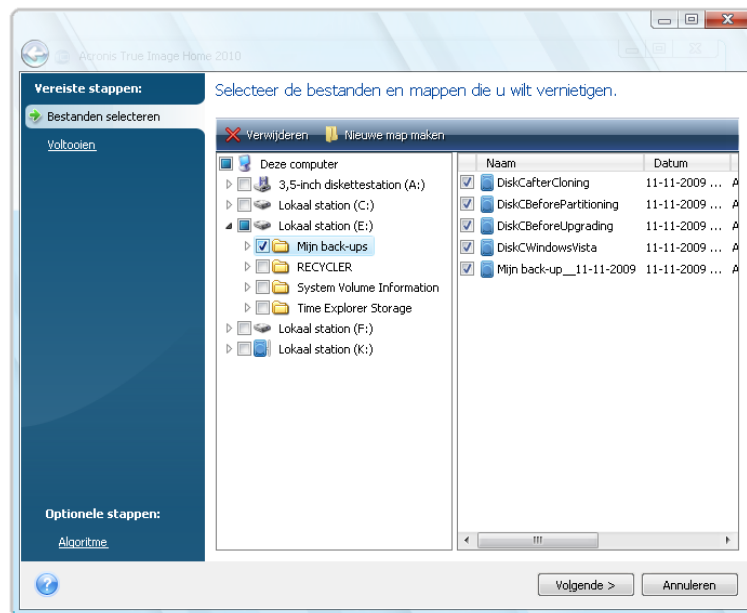 Acronis True Image Home 2010
Vereiste stappen:
Bestanden selecteren
Voltooien
Selecteer de bestanden en mappen die u wilt vernietigen.
Verwijderen Nieuwe map maken
Deze computer
3,5-inch diskettestation (A:)
Lokaal station (C:)
Lokaal station (E:)
Mijn back-ups
RECYCLER
System Volume Information
Time Explorer Storage
Lokaal station (F:)
Lokaal station (K:)
Naam Datum
DiskCafterCloning 11-11-2009 ... A
DiskCBeforePartitioning 11-11-2009 ... A
DiskCBeforeUpgrading 11-11-2009 ... A
DiskCWindowsVista 11-11-2009 ... A
Mijn back-up__11-11-2009 11-11-2009 ... A
Optionele stappen:
Algoritme
Volgende > Annuleren